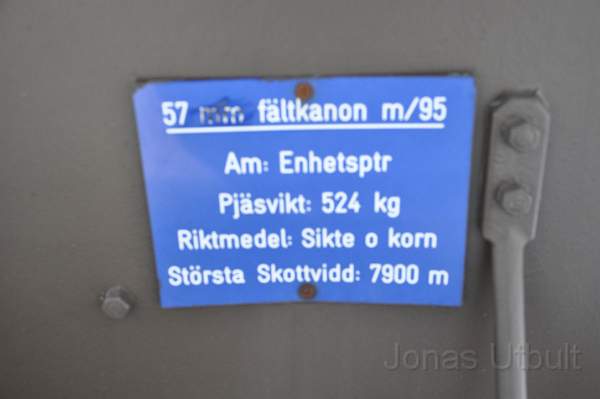 57 mm fältkanon m/95
Am: Enhetsptr
Pjäsvikt: 524 kg
Riktmedel: Sikte o korn
Största Skottvidd: 7900 m
Jonas Utbult